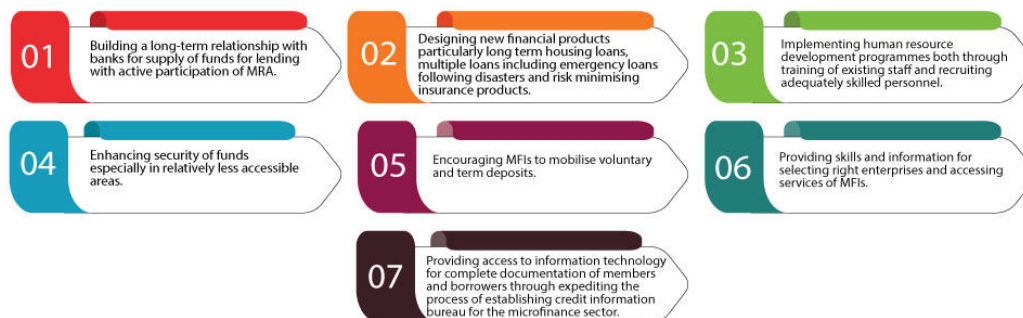 01
Building a long-term relationship with
banks for supply of funds for lending
with active participation of MRA.
02
Designing new financial products
particularly long term housing loans,
multiple loans including emergency loans
following disasters and risk minimising
insurance products.
03
Implementing human resource
development programmes both through
training of existing staff and recruiting
adequately skilled personnel.
04
Enhancing security of funds
especially in relatively less accessible
areas.
05
Encouraging MFIs to mobilise voluntary
and term deposits.
06
Providing skills and information for
selecting right enterprises and accessing
services of MFIs.
07
Providing access to information technology
for complete documentation of members
and borrowers through expediting the
process of establishing credit information
bureau for the microfinance sector.